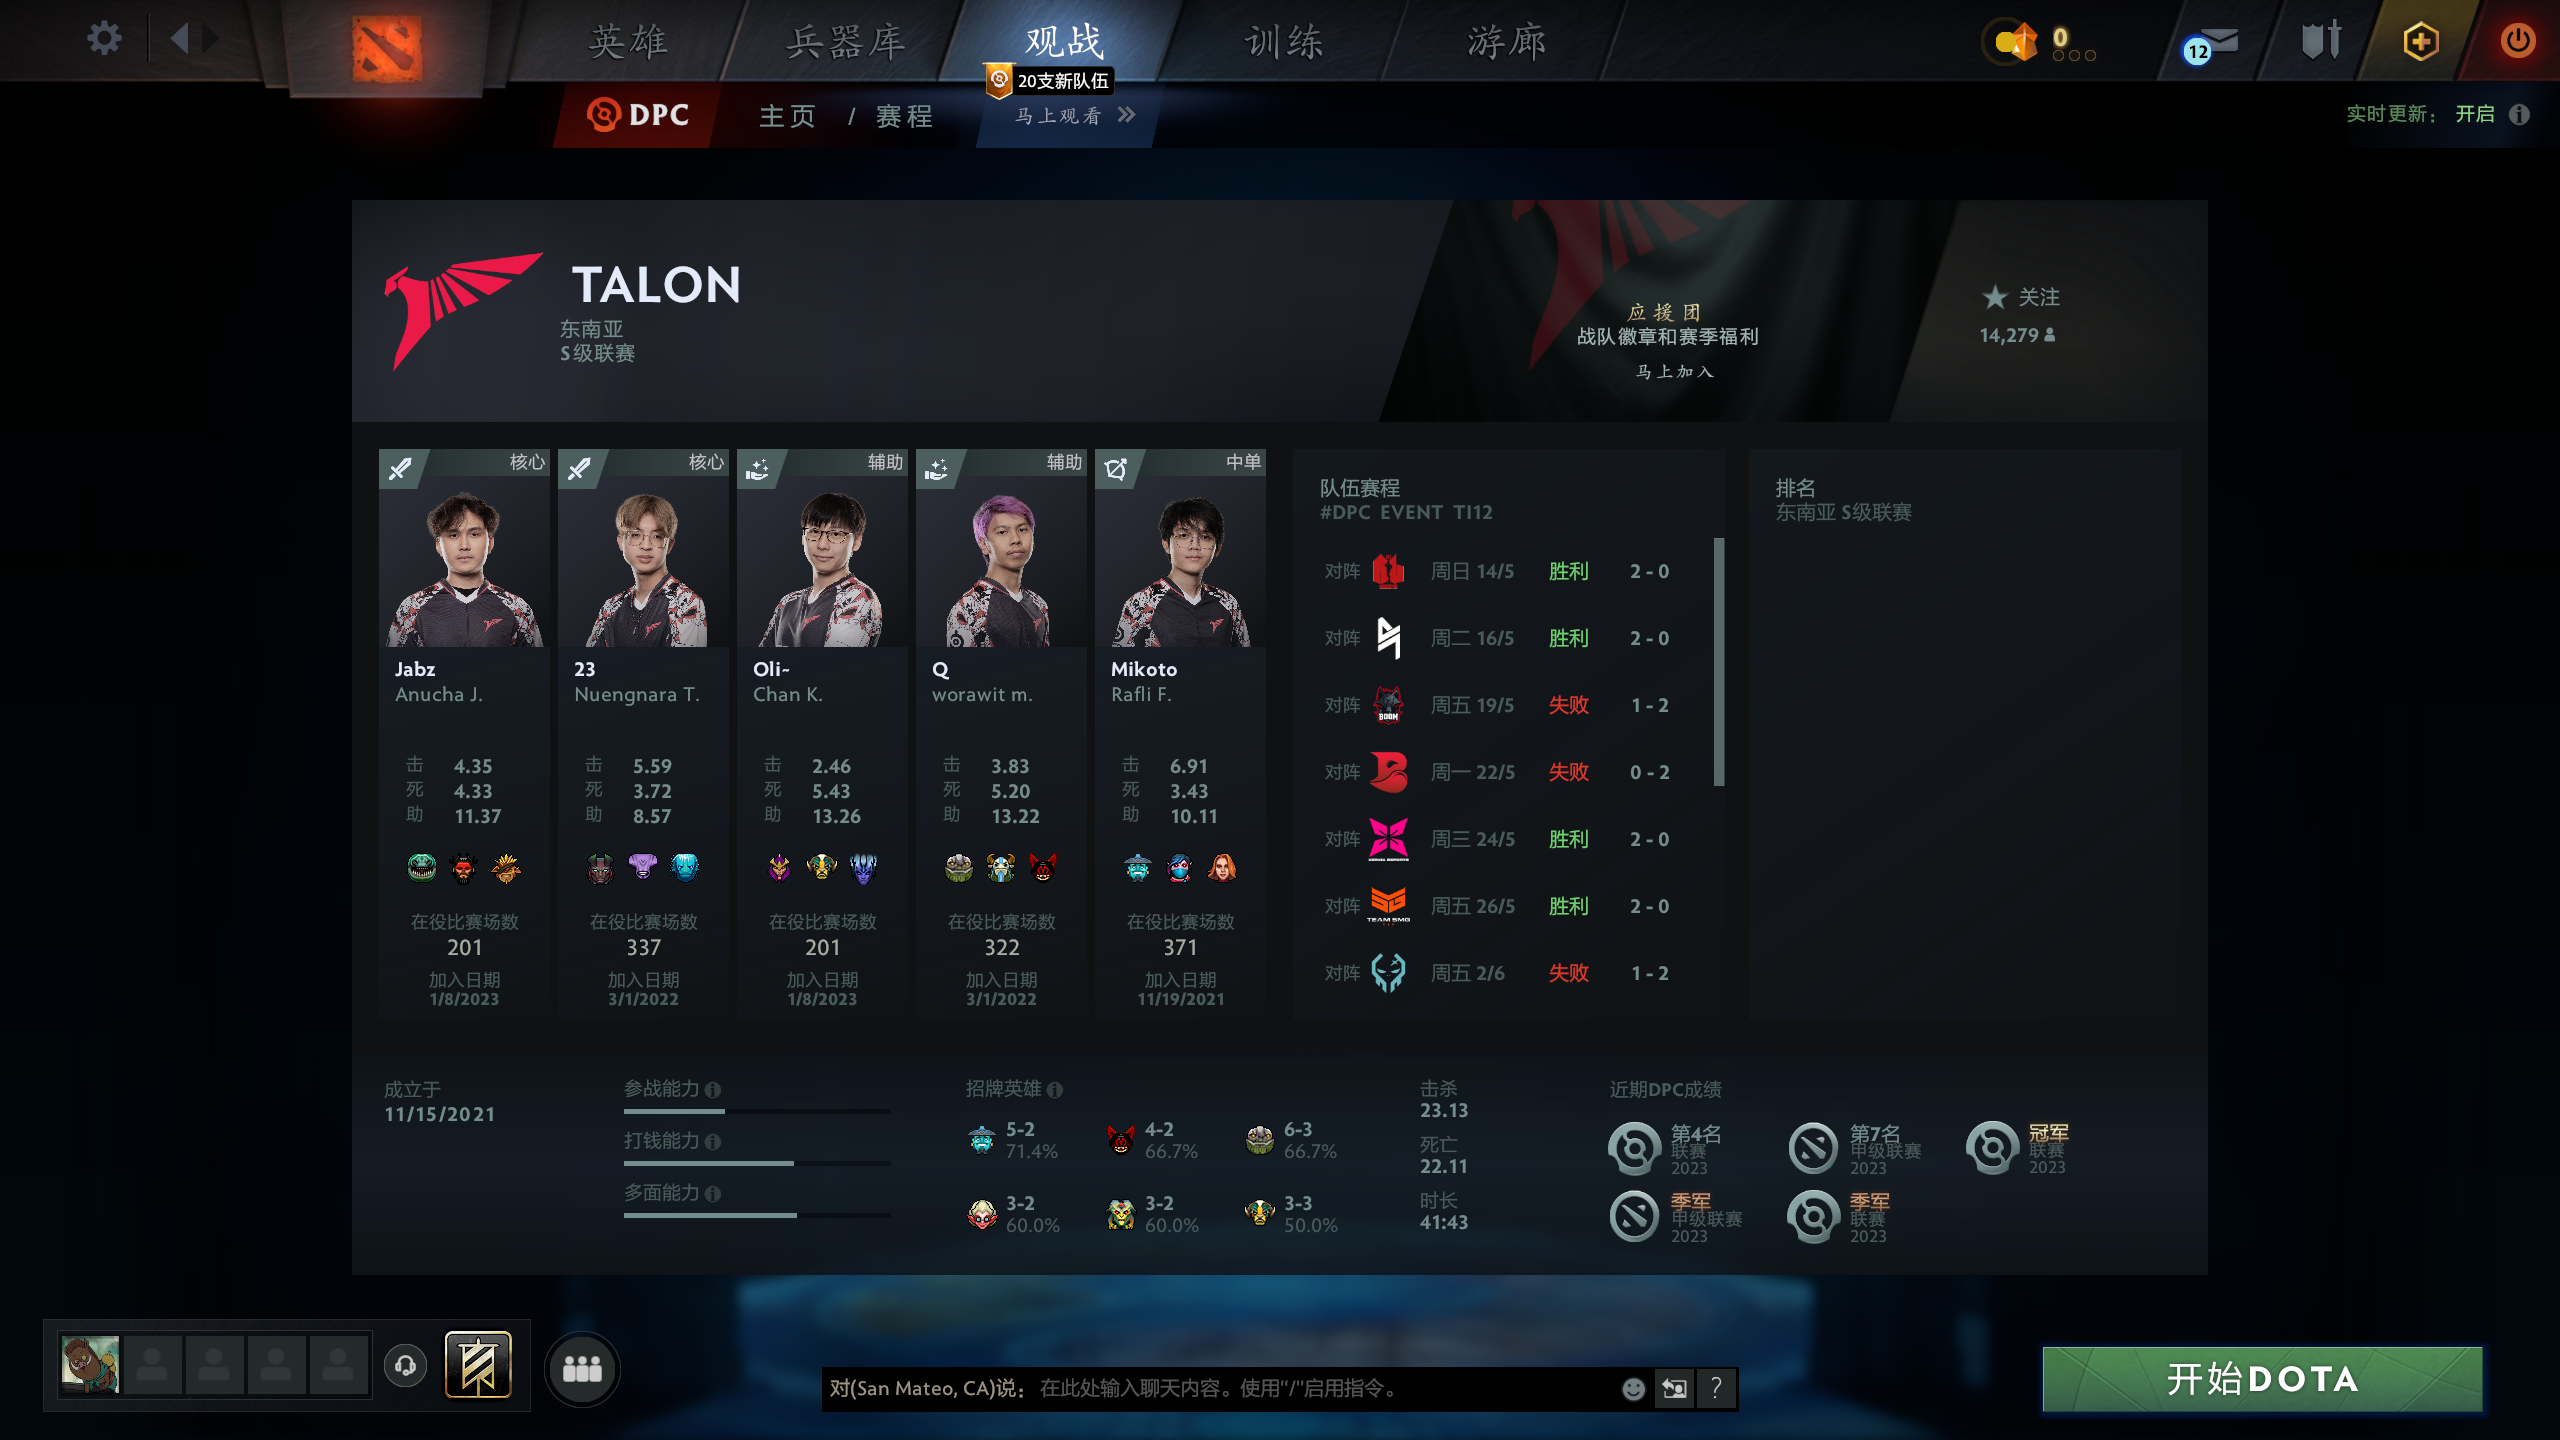 英雄
兵器库
观战
训练
游廊
0
12
20支新队伍
DPC
主页
/
赛程
马上观看
实时更新：
开启
TALON
东南亚
S级联赛
应援团
战队徽章和赛季福利
马上加入
关注
14,279
核心
Jabz
Anucha J.
击 4.35
死 4.33
助 11.37
在役比赛场数
201
加入日期
1/8/2023
核心
23
Nuengnara T.
击 5.59
死 3.72
助 8.57
在役比赛场数
337
加入日期
3/1/2022
辅助
Oli~
Chan K.
击 2.46
死 5.43
助 13.26
在役比赛场数
201
加入日期
1/8/2023
辅助
Q
worawit m.
击 3.83
死 5.20
助 13.22
在役比赛场数
322
加入日期
3/1/2022
中单
Mikoto
Rafli F.
击 6.91
死 3.43
助 10.11
在役比赛场数
371
加入日期
11/19/2021
队伍赛程
#DPC EVENT TI12
对阵 周日 14/5 胜利 2 - 0
对阵 周二 16/5 胜利 2 - 0
对阵 BOOM 周五 19/5 失败 1 - 2
对阵 周一 22/5 失败 0 - 2
对阵 周三 24/5 胜利 2 - 0
对阵 TEAM SMG 周五 26/5 胜利 2 - 0
对阵 周五 2/6 失败 1 - 2
排名
东南亚 S级联赛
成立于
11/15/2021
参战能力
打钱能力
多面能力
招牌英雄
5-2
71.4%
4-2
66.7%
6-3
66.7%
3-2
60.0%
3-2
60.0%
3-3
50.0%
击杀
23.13
死亡
22.11
时长
41:43
近期DPC成绩
第4名
联赛
2023
第7名
甲级联赛
2023
冠军
联赛
2023
季军
甲级联赛
2023
季军
联赛
2023
对(San Mateo, CA)说：
在此处输入聊天内容。使用“/”启用指令。
?
开始DOTA